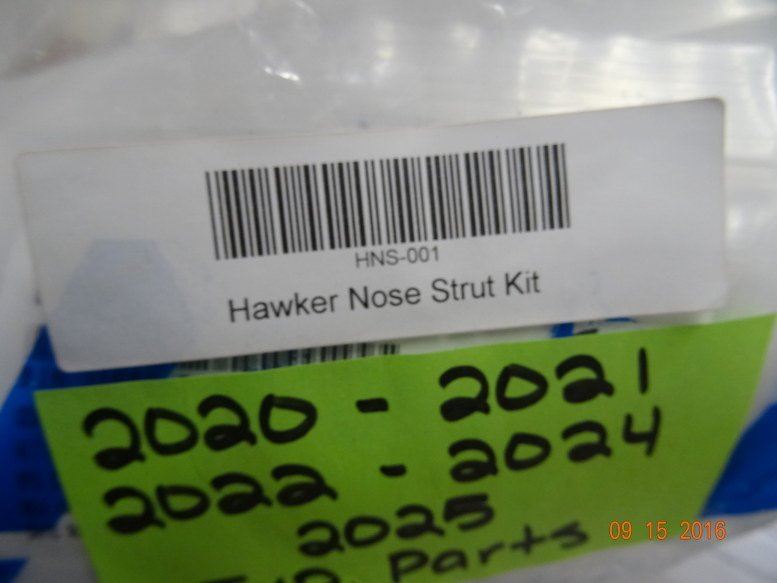 HNS-001
Hawker Nose Strut Kit
2020 - 2021
2022 - 2024
2025
Parts
09 15 2016